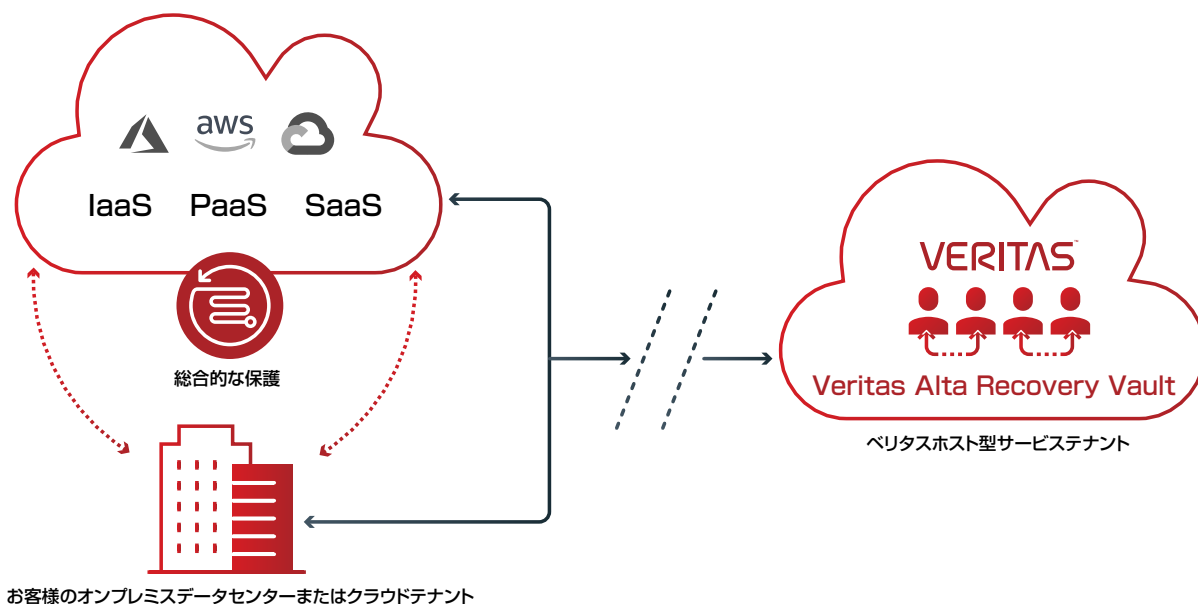 aws
IaaS PaaS SaaS
総合的な保護
お客様のオンプレミスデータセンターまたはクラウドテナント
VERITAS™
Veritas Alta Recovery Vault
ベリタスホスト型サービステナント